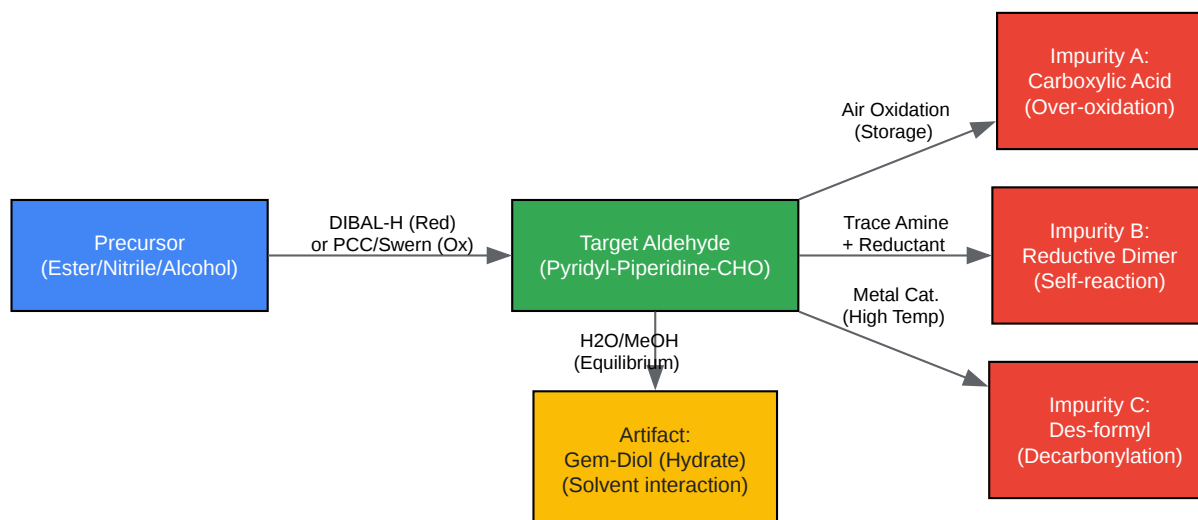 Impurity A:
Carboxylic Acid
(Over-oxidation)
Air Oxidation
(Storage)
Precursor
(Ester/Nitrile/Alcohol)
DIBAL-H (Red)
or PCC/Swern (Ox)
Target Aldehyde
(Pyridyl-Piperidine-CHO)
Trace Amine
+ Reductant
Impurity B:
Reductive Dimer
(Self-reaction)
Metal Cat.
(High Temp)
H2O/MeOH
(Equilibrium)
Impurity C:
Des-formyl
(Decarbonylation)
Artifact:
Gem-Diol (Hydrate)
(Solvent interaction)